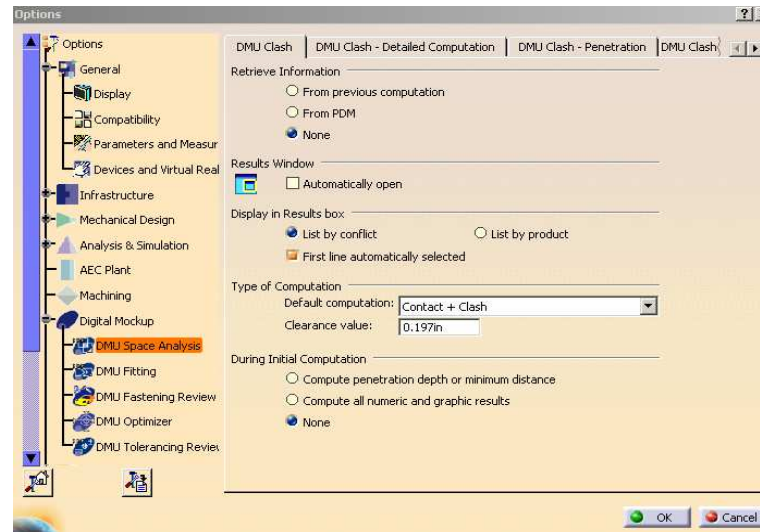 Options
Options
General
Display
Compatibility
Parameters and Measur
Devices and Virtual Real
Infrastructure
Mechanical Design
Analysis & Simulation
AEC Plant
Machining
Digital Mockup
DMU Space Analysis
DMU Fitting
DMU Fastening Review
DMU Optimizer
DMU Tolerancing Review
DMU Clash
DMU Clash - Detailed Computation
DMU Clash - Penetration
DMU Clash
Retrieve Information
From previous computation
From PDM
None
Results Window
Automatically open
Display in Results box
List by conflict
List by product
First line automatically selected
Type of Computation
Default computation: Contact + Clash
Clearance value: 0.197in
During Initial Computation
Compute penetration depth or minimum distance
Compute all numeric and graphic results
None
OK
Cancel